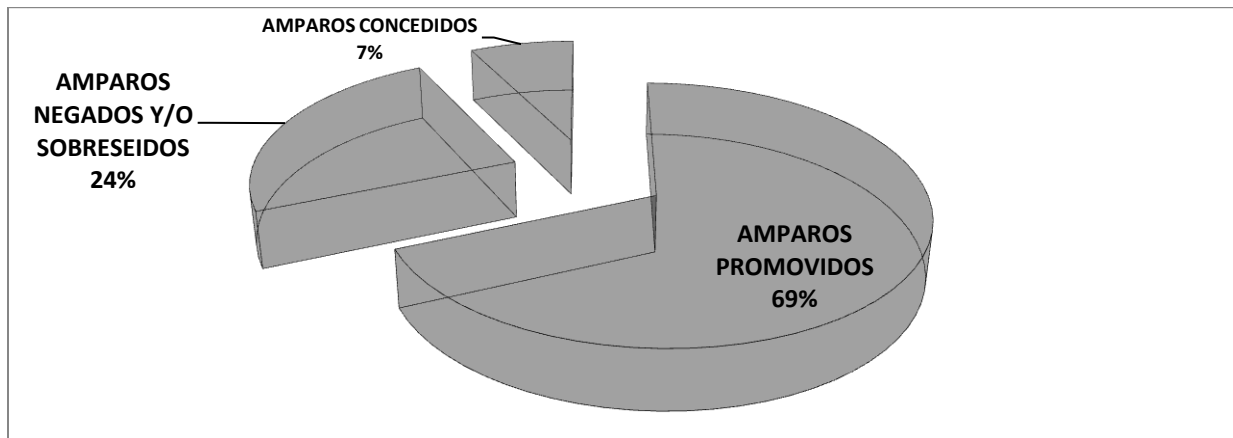 AMPAROS CONCEDIDOS
7%
AMPAROS
NEGADOS Y/O
SOBRESEIDOS
24%
AMPAROS
PROMOVIDOS
69%